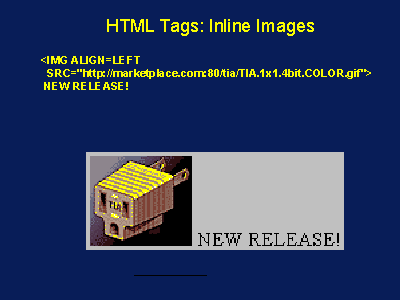 HTML Tags: Inline Images
<IMG ALIGN=LEFT
SRC="http://marketplace.com:80/tia/TIA.1x1.4bit.COLOR.gif">
NEW RELEASE!
NEW RELEASE!